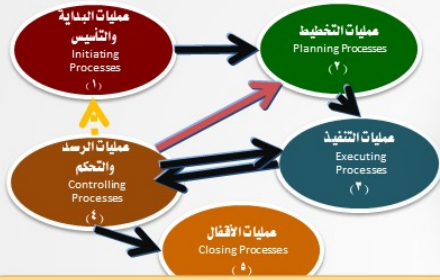 عمليات البداية
والتأسيس
Initiating
Processes
(١)
عمليات التخطيط
Planning Processes
(٢)
عمليات التنفيذ
Executing
Processes
(٣)
عمليات الرصد
والتحكم
Controlling
Processes
(٤)
عمليات الأقفال
Closing Processes
(٥)